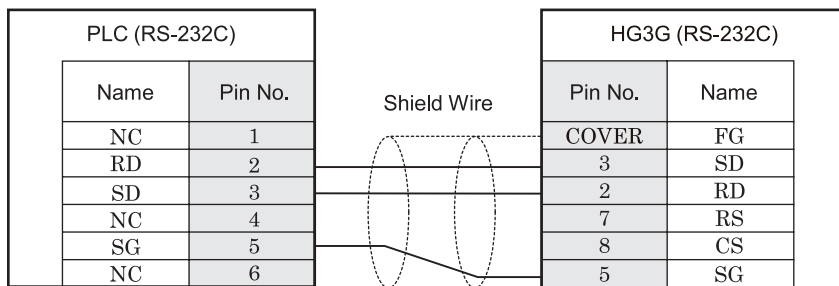 PLC (RS-232C) HG3G (RS-232C)
Name Pin No. Shield Wire Pin No. Name
NC 1 COVER FG
RD 2 3 SD
SD 3 2 RD
NC 4 7 RS
SG 5 8 CS
NC 6 5 SG